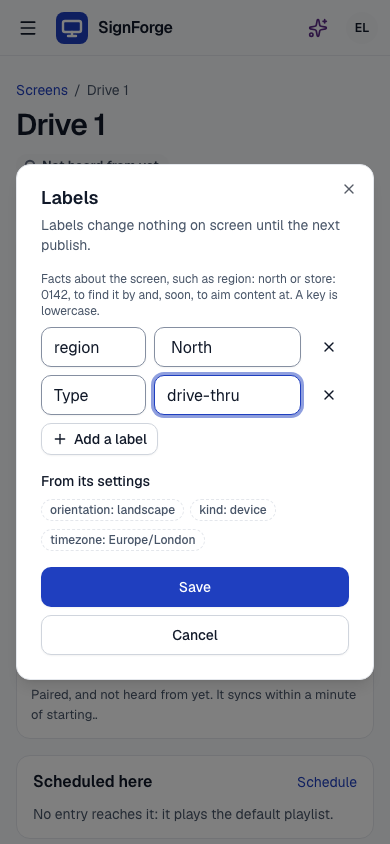 SignForge
EL
Screens / Drive 1
Drive 1
Not heard from yet
Labels
Labels change nothing on screen until the next
publish.
Facts about the screen, such as region: north or store:
0142, to find it by and, soon, to aim content at. A key is
lowercase.
region North
Type drive-thru
Add a label
From its settings
orientation: landscape kind: device
timezone: Europe/London
Save
Cancel
Paired, and not heard from yet. It syncs within a minute
of starting..
Scheduled here Schedule
No entry reaches it: it plays the default playlist.